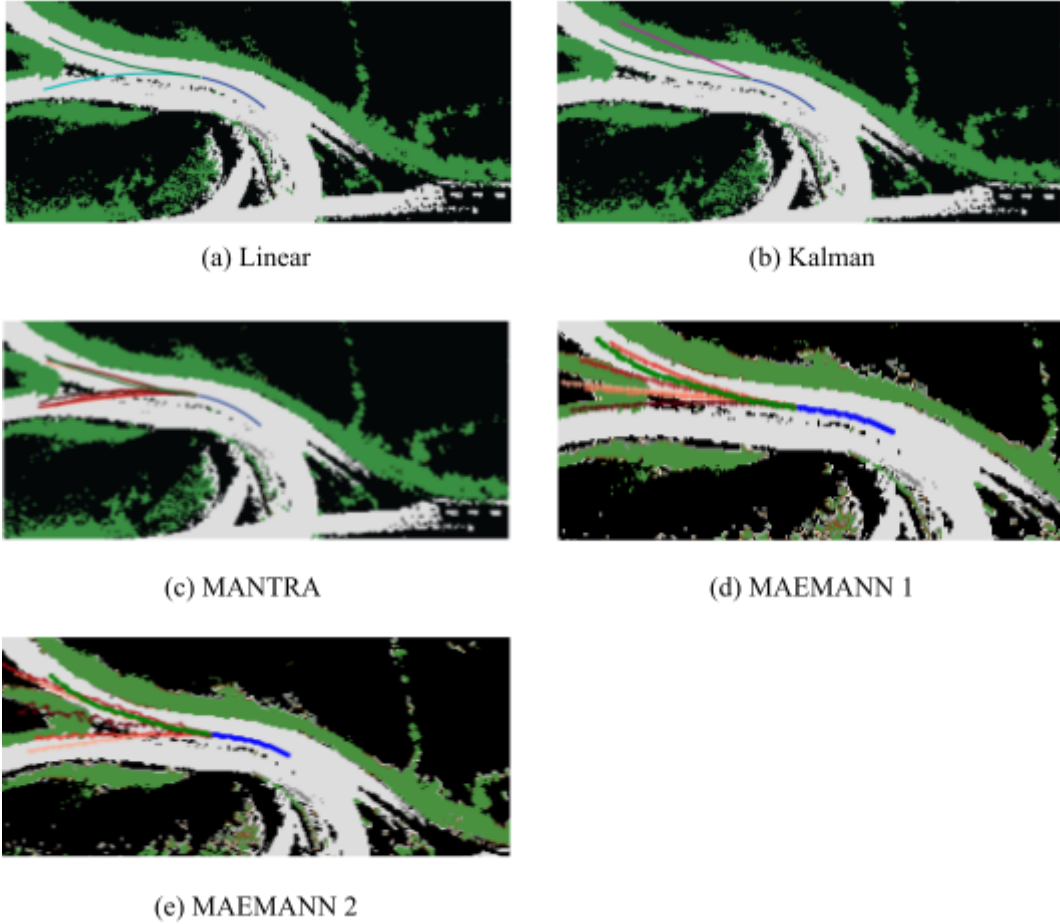 (a) Linear
(b) Kalman
(c) MANTRA
(d) MAEMANN 1
(e) MAEMANN 2